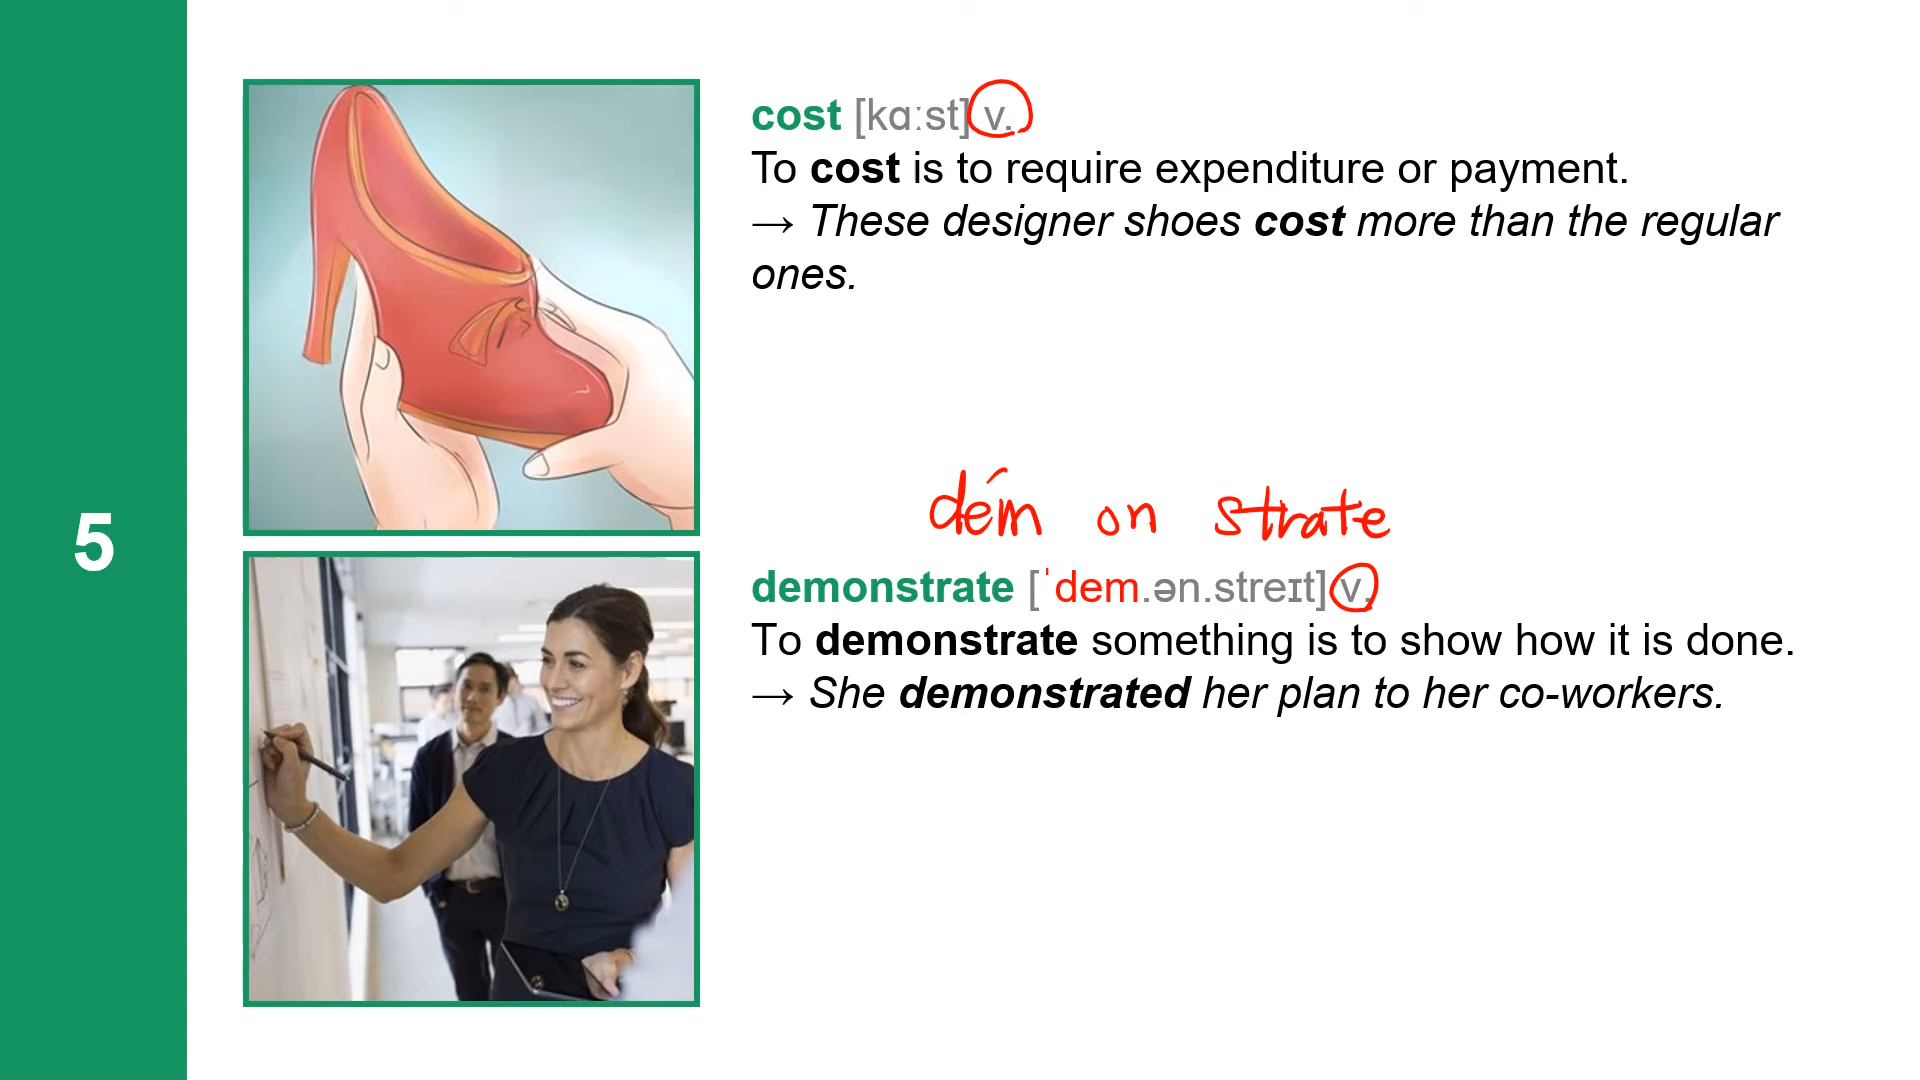 5
cost [kɑːst] v.
To cost is to require expenditure or payment.
→ These designer shoes cost more than the regular
ones.
dém on strate
demonstrate [ˈdem.ən.streɪt] v.
To demonstrate something is to show how it is done.
→ She demonstrated her plan to her co-workers.